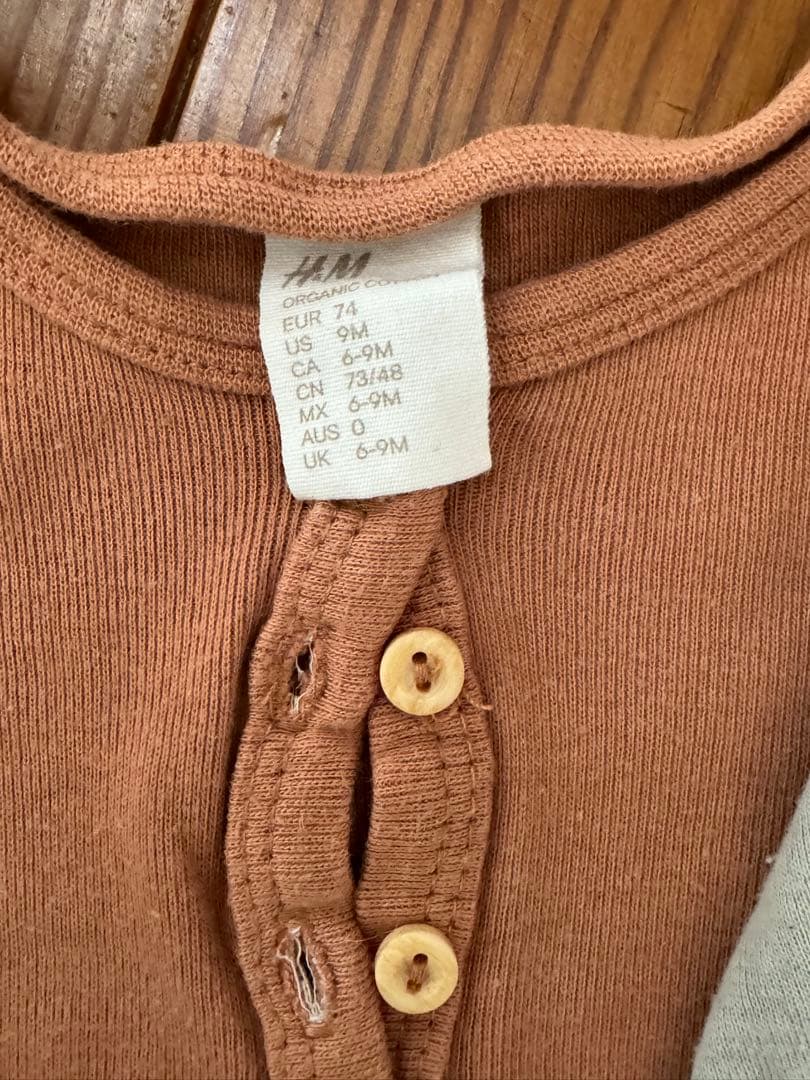 H&M
ORGANIC
EUR 74
US 9M
CA 6-9M
CN 73/48
MX 6-9M
AUS 0
UK 6-9M